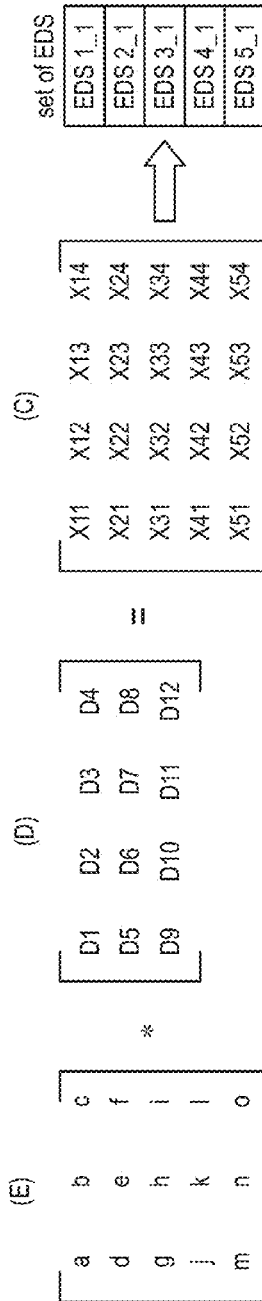 (E)
a b c
d e f
g h i
j k l
m n o
*
(D)
D1 D2 D3 D4
D5 D6 D7 D8
D9 D10 D11 D12
=
(C)
X11 X12 X13 X14
X21 X22 X23 X24
X31 X32 X33 X34
X41 X42 X43 X44
X51 X52 X53 X54
set of EDS
EDS 1_1
EDS 2_1
EDS 3_1
EDS 4_1
EDS 5_1